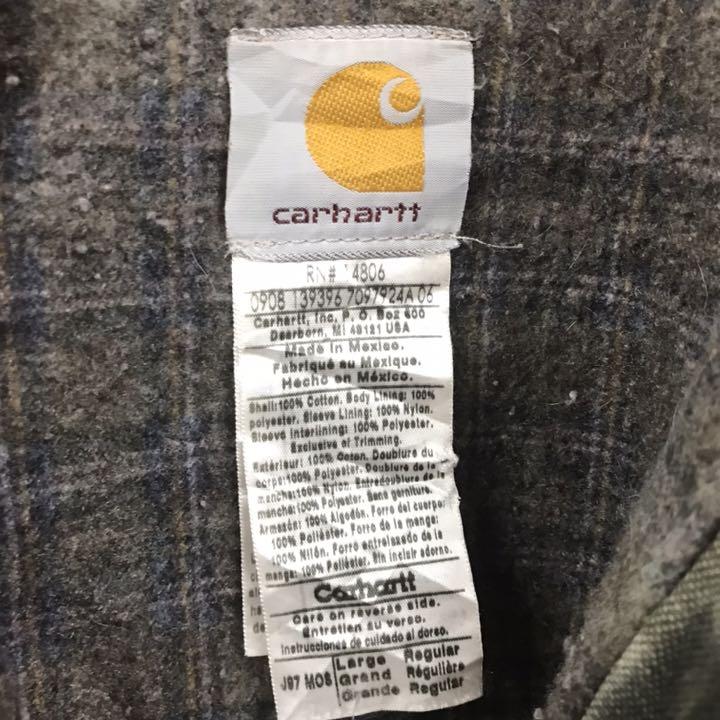 carhartt
RN# 14806
0908 139396 7097924A 06
Carhartt, Inc. P. O. Box 600
Dearborn, MI 48121 USA
Made in Mexico.
Fabriqué au Mexique.
Hecho en México.
Shell:100% Cotton. Body Lining: 100%
polyester. Sleeve Lining: 100% Nylon.
Sleeve Interlining: 100% Polyester.
Exclusive of Trimming.
Extérieur: 100% Coton. Doublure du
corps:100% Polyester. Doublure de la
manche:100% Nylon. Entredoublure de la
manche:100% Polyester. Sans garniture.
Armazón: 100% Algodón. Forro del cuerpo:
100% Poliéster. Forro de la manga:
100% Nilón. Forro entrelazado de la
manga: 100% Poliéster. Sin incluir adorno.
Carhartt
Care on reverse side.
Entretien au verso.
Instrucciones de cuidado al dorso.
J97 MOS
Large Regular
Grand Régulière
Grande Regular